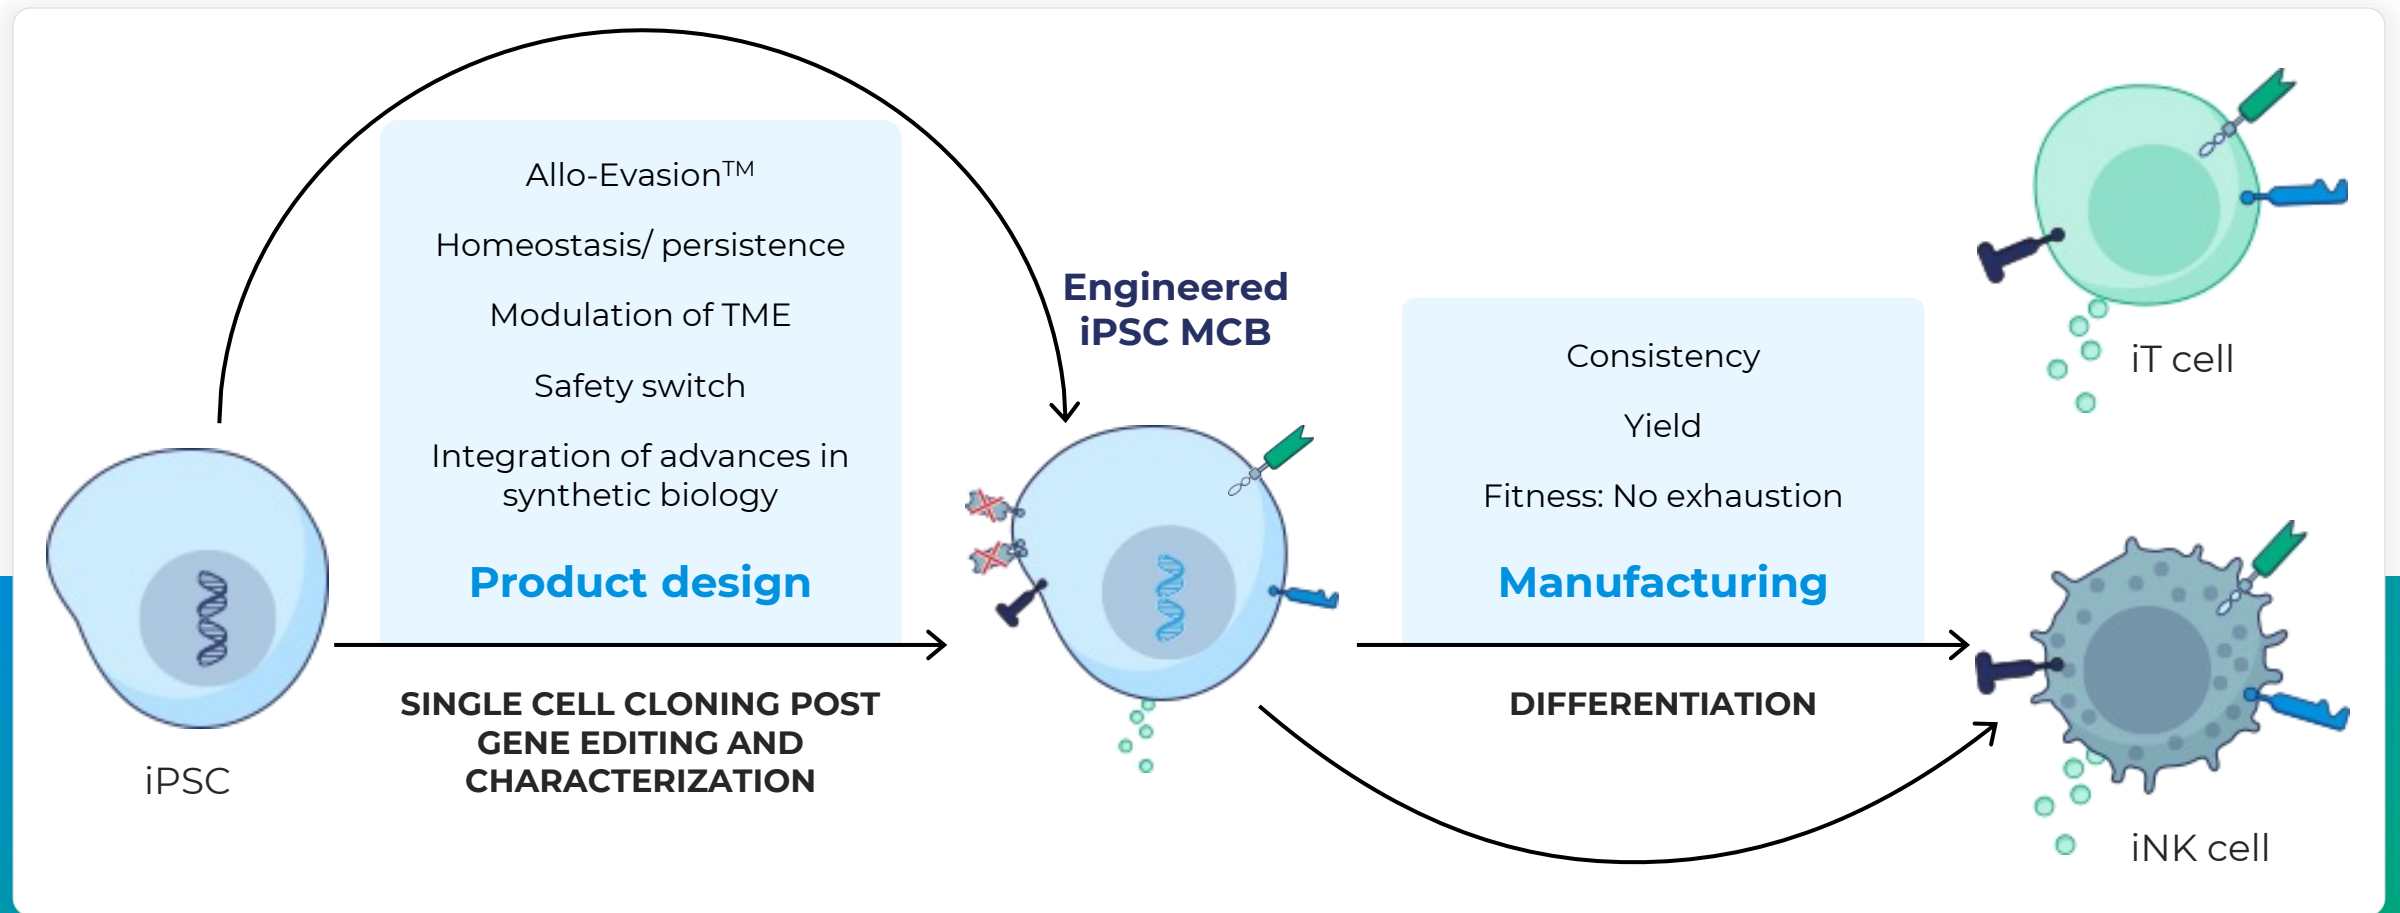 Allo-Evasion™
Homeostasis/ persistence
Modulation of TME
Safety switch
Integration of advances in
synthetic biology
Product design
SINGLE CELL CLONING POST
GENE EDITING AND
CHARACTERIZATION
iPSC
Engineered
iPSC MCB
Consistency
Yield
Fitness: No exhaustion
Manufacturing
DIFFERENTIATION
iT cell
iNK cell